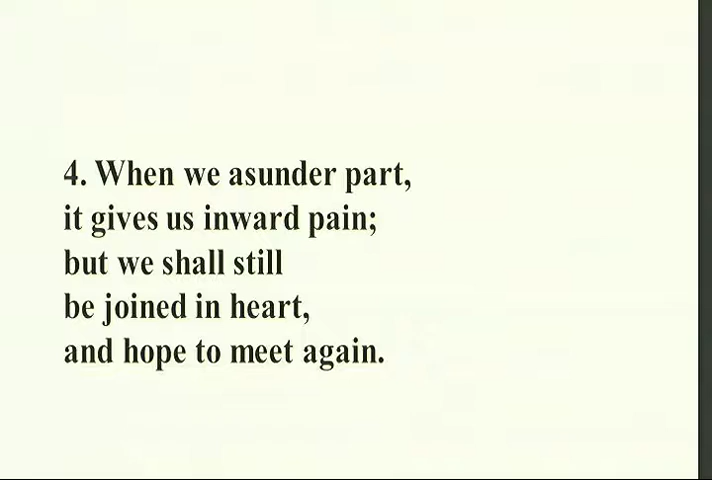 4. When we asunder part,
it gives us inward pain;
but we shall still
be joined in heart,
and hope to meet again.